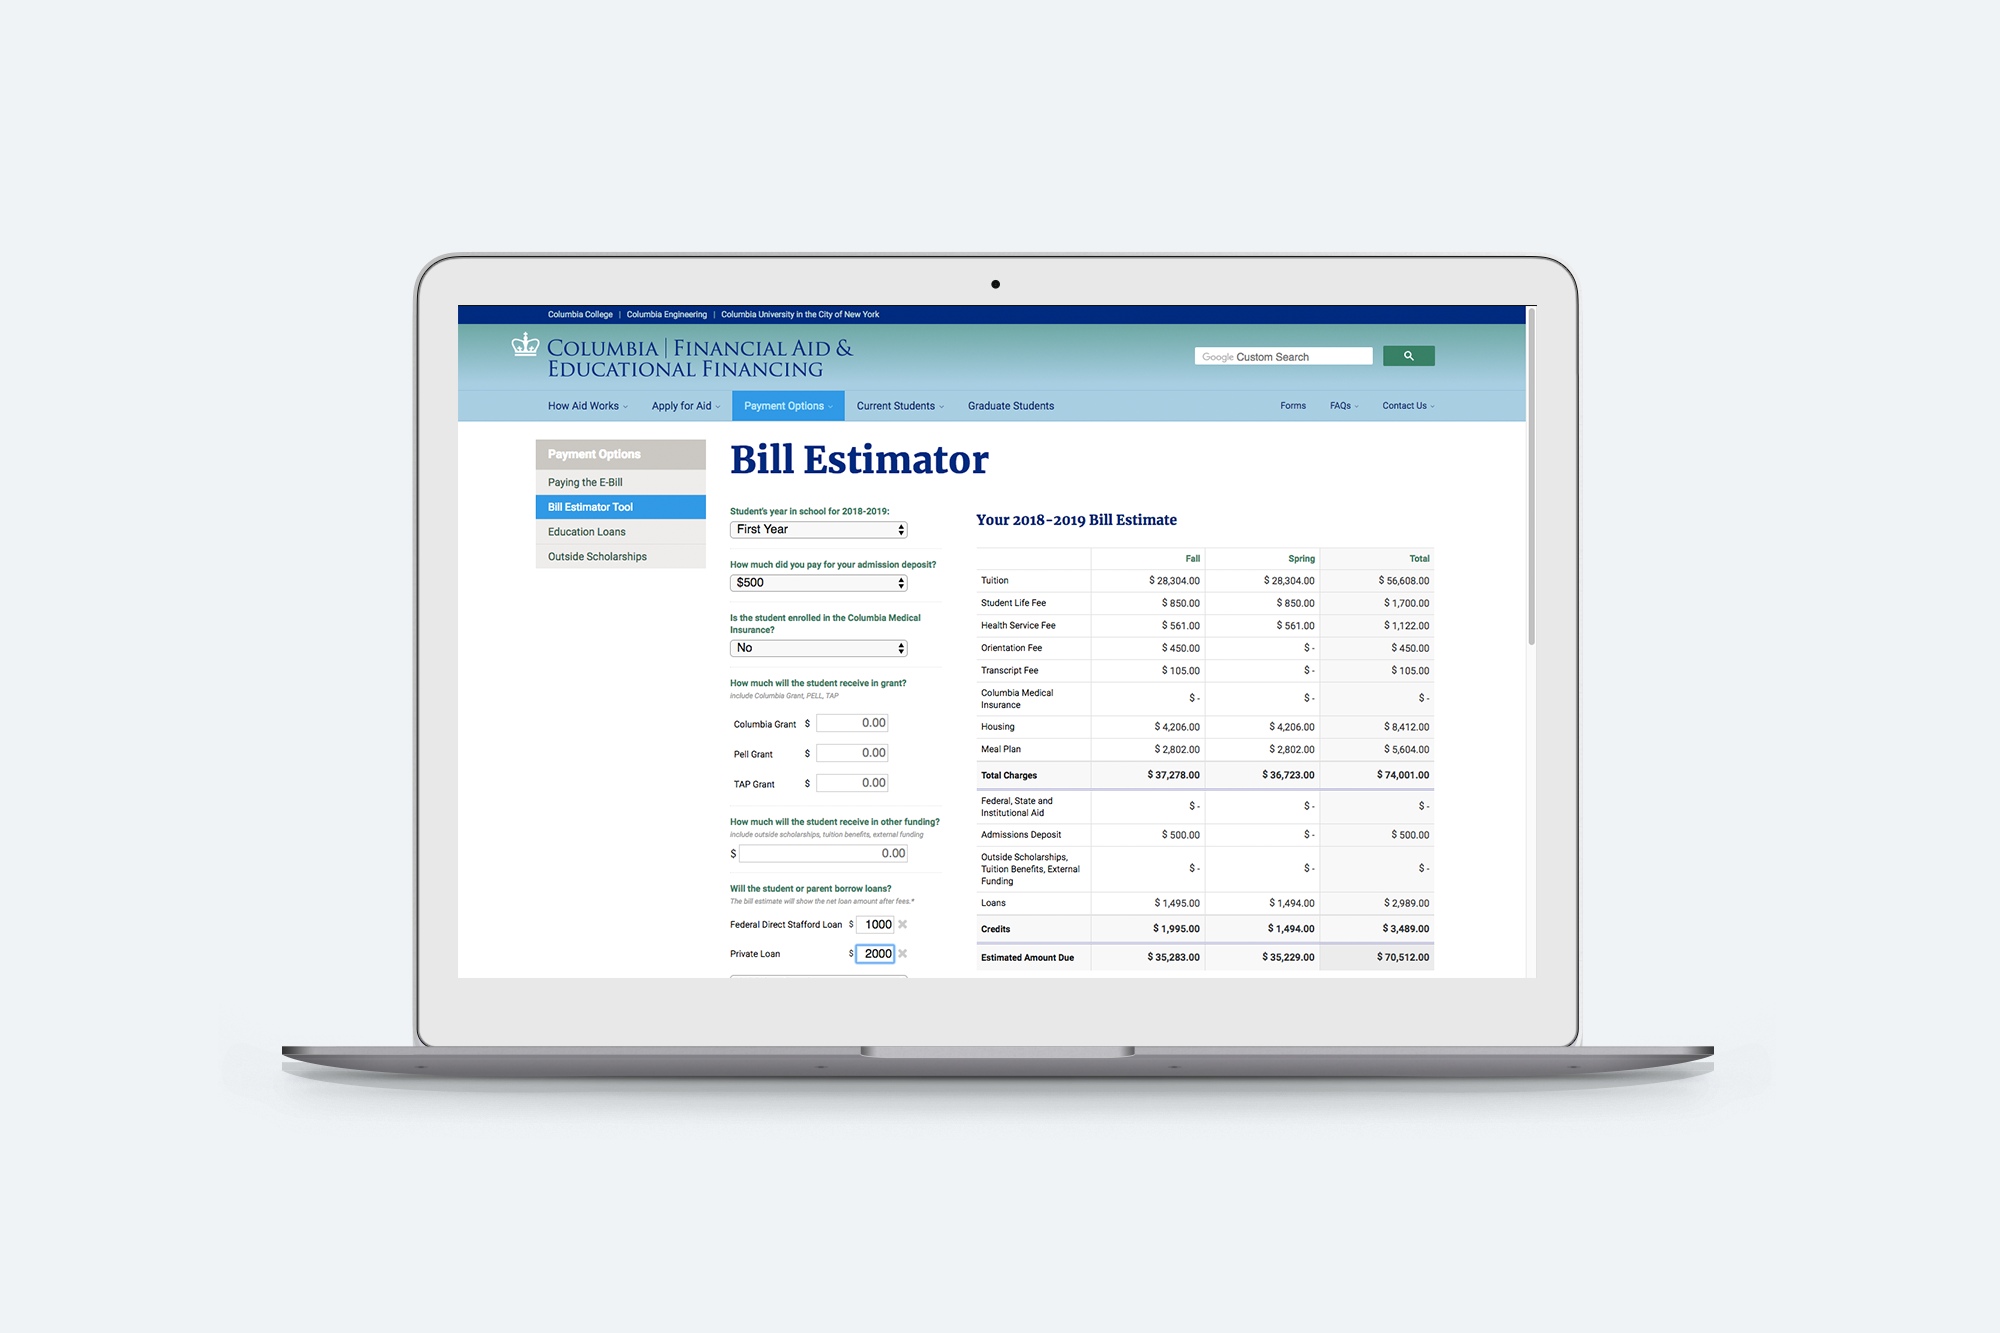 Columbia College | Columbia Engineering | Columbia University in the City of New York
COLUMBIA | FINANCIAL AID &
EDUCATIONAL FINANCING
Google Custom Search
How Aid Works Apply for Aid Payment Options Current Students Graduate Students Forms FAQs Contact Us
Payment Options
Paying the E-Bill
Bill Estimator Tool
Education Loans
Outside Scholarships
Bill Estimator
Student's year in school for 2018-2019:
First Year
How much did you pay for your admission deposit?
$500
Is the student enrolled in the Columbia Medical
Insurance?
No
How much will the student receive in grant?
include Columbia Grant, PELL, TAP
Columbia Grant $ 0.00
Pell Grant $ 0.00
TAP Grant $ 0.00
How much will the student receive in other funding?
include outside scholarships, tuition benefits, external funding
$ 0.00
Will the student or parent borrow loans?
The bill estimate will show the net loan amount after fees.*
Federal Direct Stafford Loan $ 1000
Private Loan $ 2000
Your 2018-2019 Bill Estimate
Fall Spring Total
Tuition $ 28,304.00 $ 28,304.00 $ 56,608.00
Student Life Fee $ 850.00 $ 850.00 $ 1,700.00
Health Service Fee $ 561.00 $ 561.00 $ 1,122.00
Orientation Fee $ 450.00 $ - $ 450.00
Transcript Fee $ 105.00 $ - $ 105.00
Columbia Medical
Insurance $ - $ - $ -
Housing $ 4,206.00 $ 4,206.00 $ 8,412.00
Meal Plan $ 2,802.00 $ 2,802.00 $ 5,604.00
Total Charges $ 37,278.00 $ 36,723.00 $ 74,001.00
Federal, State and
Institutional Aid $ - $ - $ -
Admissions Deposit $ 500.00 $ - $ 500.00
Outside Scholarships,
Tuition Benefits, External $ - $ - $ -
Funding
Loans $ 1,495.00 $ 1,494.00 $ 2,989.00
Credits $ 1,995.00 $ 1,494.00 $ 3,489.00
Estimated Amount Due $ 35,283.00 $ 35,229.00 $ 70,512.00